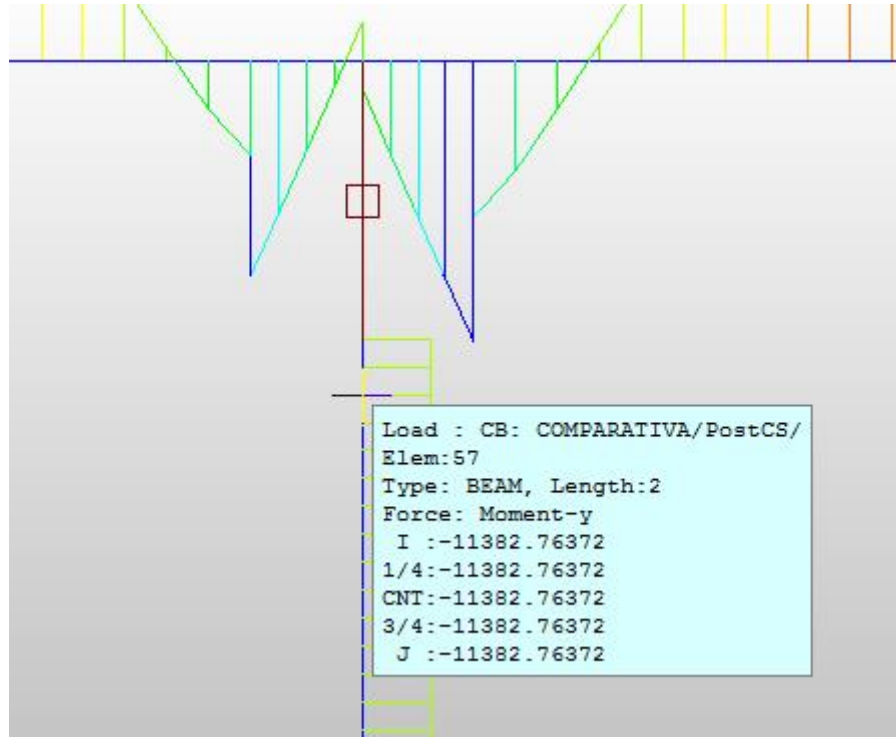 Load : CB: COMPARATIVA/PostCS/
Elem:57
Type: BEAM, Length:2
Force: Moment-y
I :-11382.76372
1/4:-11382.76372
CNT:-11382.76372
3/4:-11382.76372
J :-11382.76372